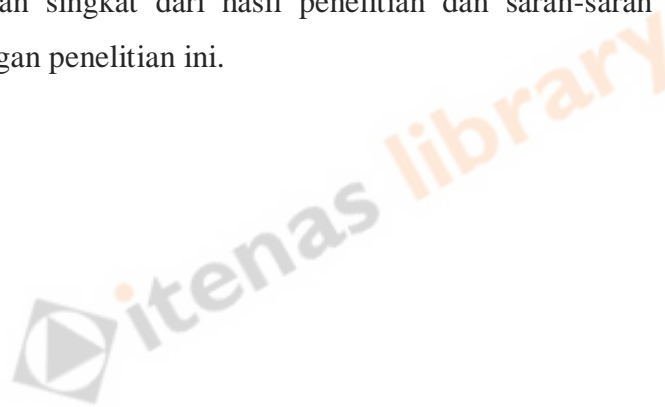 an singkat dari hasil penelitian dan saran-saran
gan penelitian ini.
itenas library